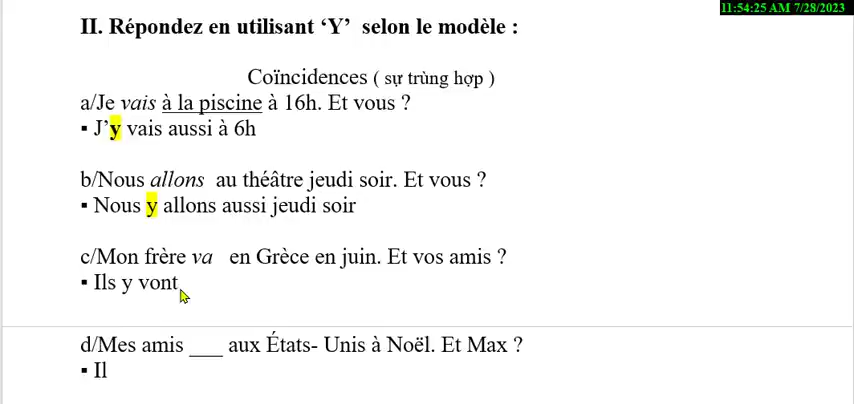 11:54:25 AM 7/28/2023
II. Répondez en utilisant ‘Y’ selon le modèle :
Coïncidences ( sự trùng hợp )
a/Je vais à la piscine à 16h. Et vous ?
▪ J’y vais aussi à 6h
b/Nous allons au théâtre jeudi soir. Et vous ?
▪ Nous y allons aussi jeudi soir
c/Mon frère va en Grèce en juin. Et vos amis ?
▪ Ils y vont
d/Mes amis ___ aux États- Unis à Noël. Et Max ?
▪ Il